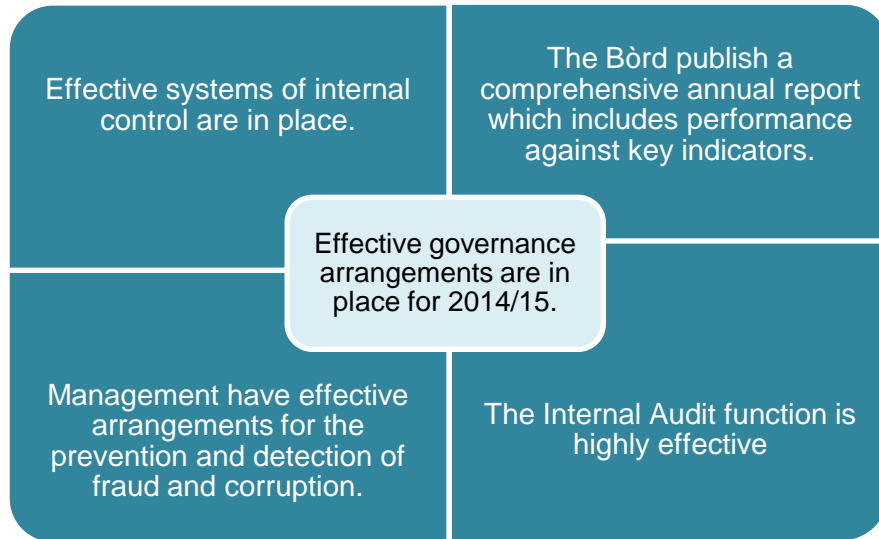 Effective systems of internal
control are in place.
The Bòrd publish a
comprehensive annual report
which includes performance
against key indicators.
Effective governance
arrangements are in
place for 2014/15.
Management have effective
arrangements for the
prevention and detection of
fraud and corruption.
The Internal Audit function is
highly effective